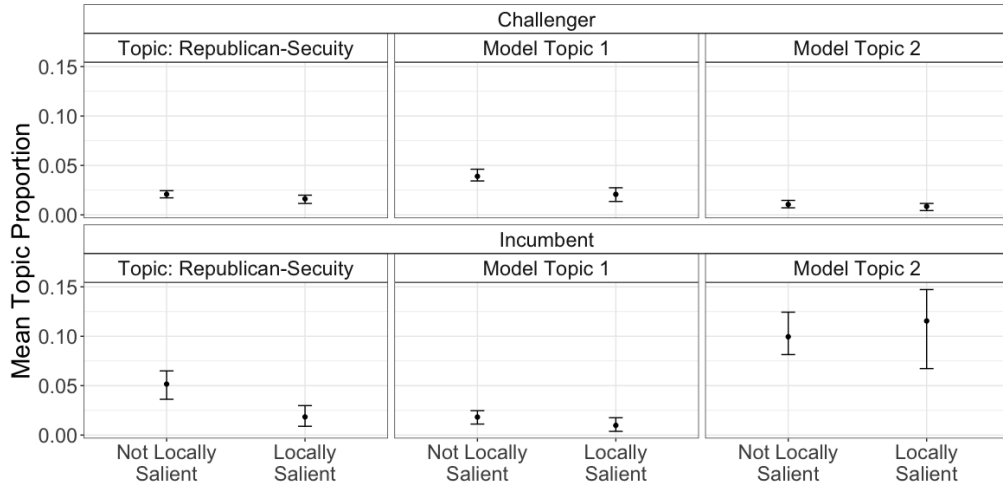 Challenger
Topic: Republican-Secuity
Model Topic 1
Model Topic 2
Mean Topic Proportion
0.15
0.10
0.05
0.00
Incumbent
Topic: Republican-Secuity
Model Topic 1
Model Topic 2
0.15
0.10
0.05
0.00
Not Locally
Salient
Locally
Salient
Not Locally
Salient
Locally
Salient
Not Locally
Salient
Locally
Salient